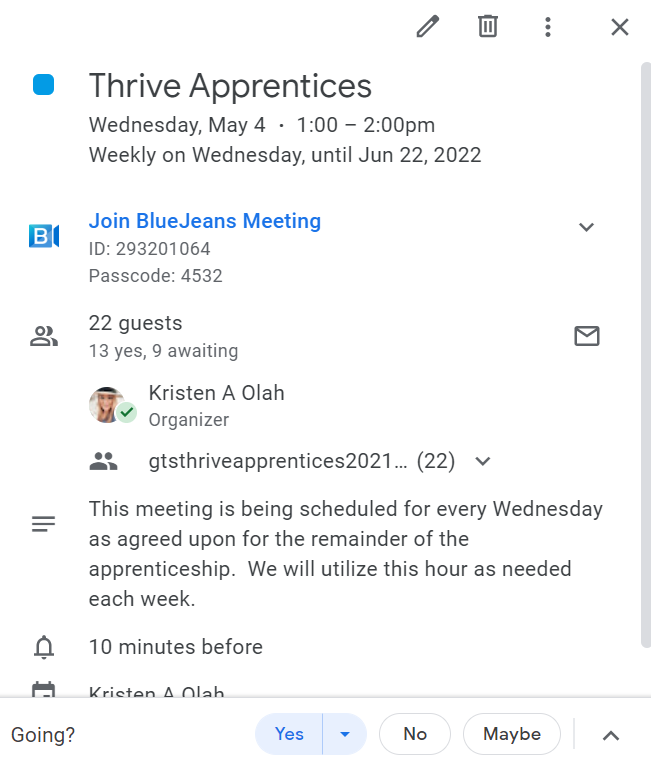 Thrive Apprentices
Wednesday, May 4 · 1:00 – 2:00pm
Weekly on Wednesday, until Jun 22, 2022
B
Join BlueJeans Meeting
ID: 293201064
Passcode: 4532
22 guests
13 yes, 9 awaiting
Kristen A Olah
Organizer
gtsthriveapprentices2021... (22)
This meeting is being scheduled for every Wednesday
as agreed upon for the remainder of the
apprenticeship.  We will utilize this hour as needed
each week.
10 minutes before
Kristen A Olah
Going?
Yes
No
Maybe